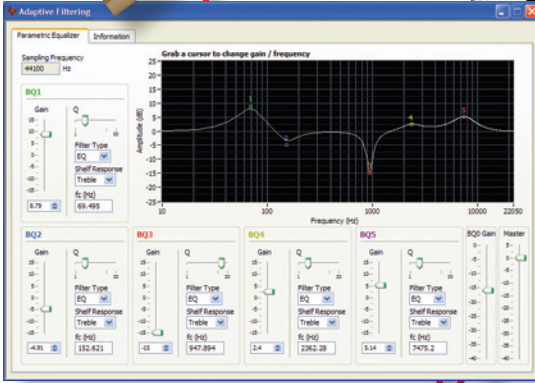 Adaptive Filtering
Parametric Equalizer Information
Sampling Frequency
44100 Hz
Grab a cursor to change gain / frequency
Amplitude (dB)
25
20
15
10
5
0
-5
-10
-15
-20
-25
10 100 1000 10000 22050
Frequency (Hz)
1
2
3
4
5
BQ1
Gain Q
Filter Type
EQ
Shelf Response
Treble
fc (Hz)
8.79 69.495
BQ2
Gain Q
Filter Type
EQ
Shelf Response
Treble
fc (Hz)
-4.91 152.621
BQ3
Gain Q
Filter Type
EQ
Shelf Response
Treble
fc (Hz)
-15 947.894
BQ4
Gain Q
Filter Type
EQ
Shelf Response
Treble
fc (Hz)
2.4 2362.28
BQ5
Gain Q
Filter Type
EQ
Shelf Response
Treble
fc (Hz)
5.14 7475.2
BQ0 Gain Master